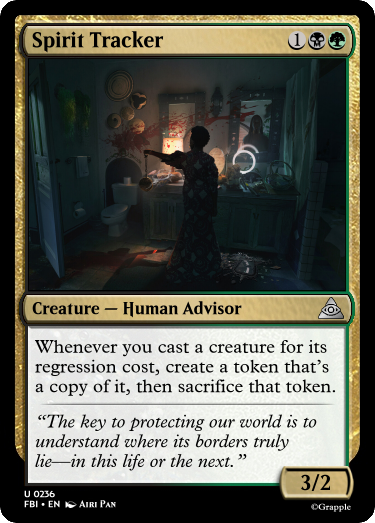 Spirit Tracker 1
Creature — Human Advisor
Whenever you cast a creature for its
regression cost, create a token that's
a copy of it, then sacrifice that token.
“The key to protecting our world is to
understand where its borders truly
lie—in this life or the next.”
3/2
U 0236
FBI • EN Airi Pan
©Grapple